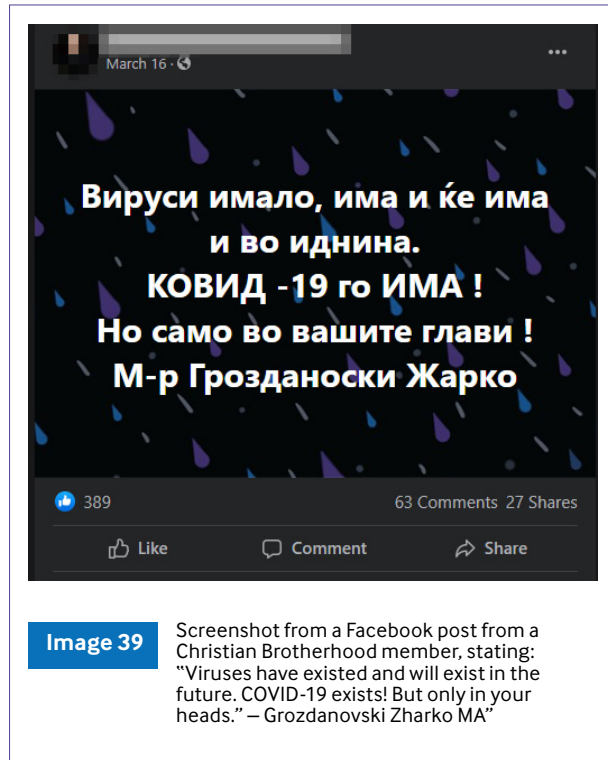 March 16 ·
Вируси имало, има и ќе има
и во иднина.
КОВИД -19 го ИМА !
Но само во вашите глави !
М-р Грозданоски Жарко
389
63 Comments 27 Shares
Like Comment Share
Image 39
Screenshot from a Facebook post from a
Christian Brotherhood member, stating:
“Viruses have existed and will exist in the
future. COVID-19 exists! But only in your
heads.” – Grozdanovski Zharko MA”